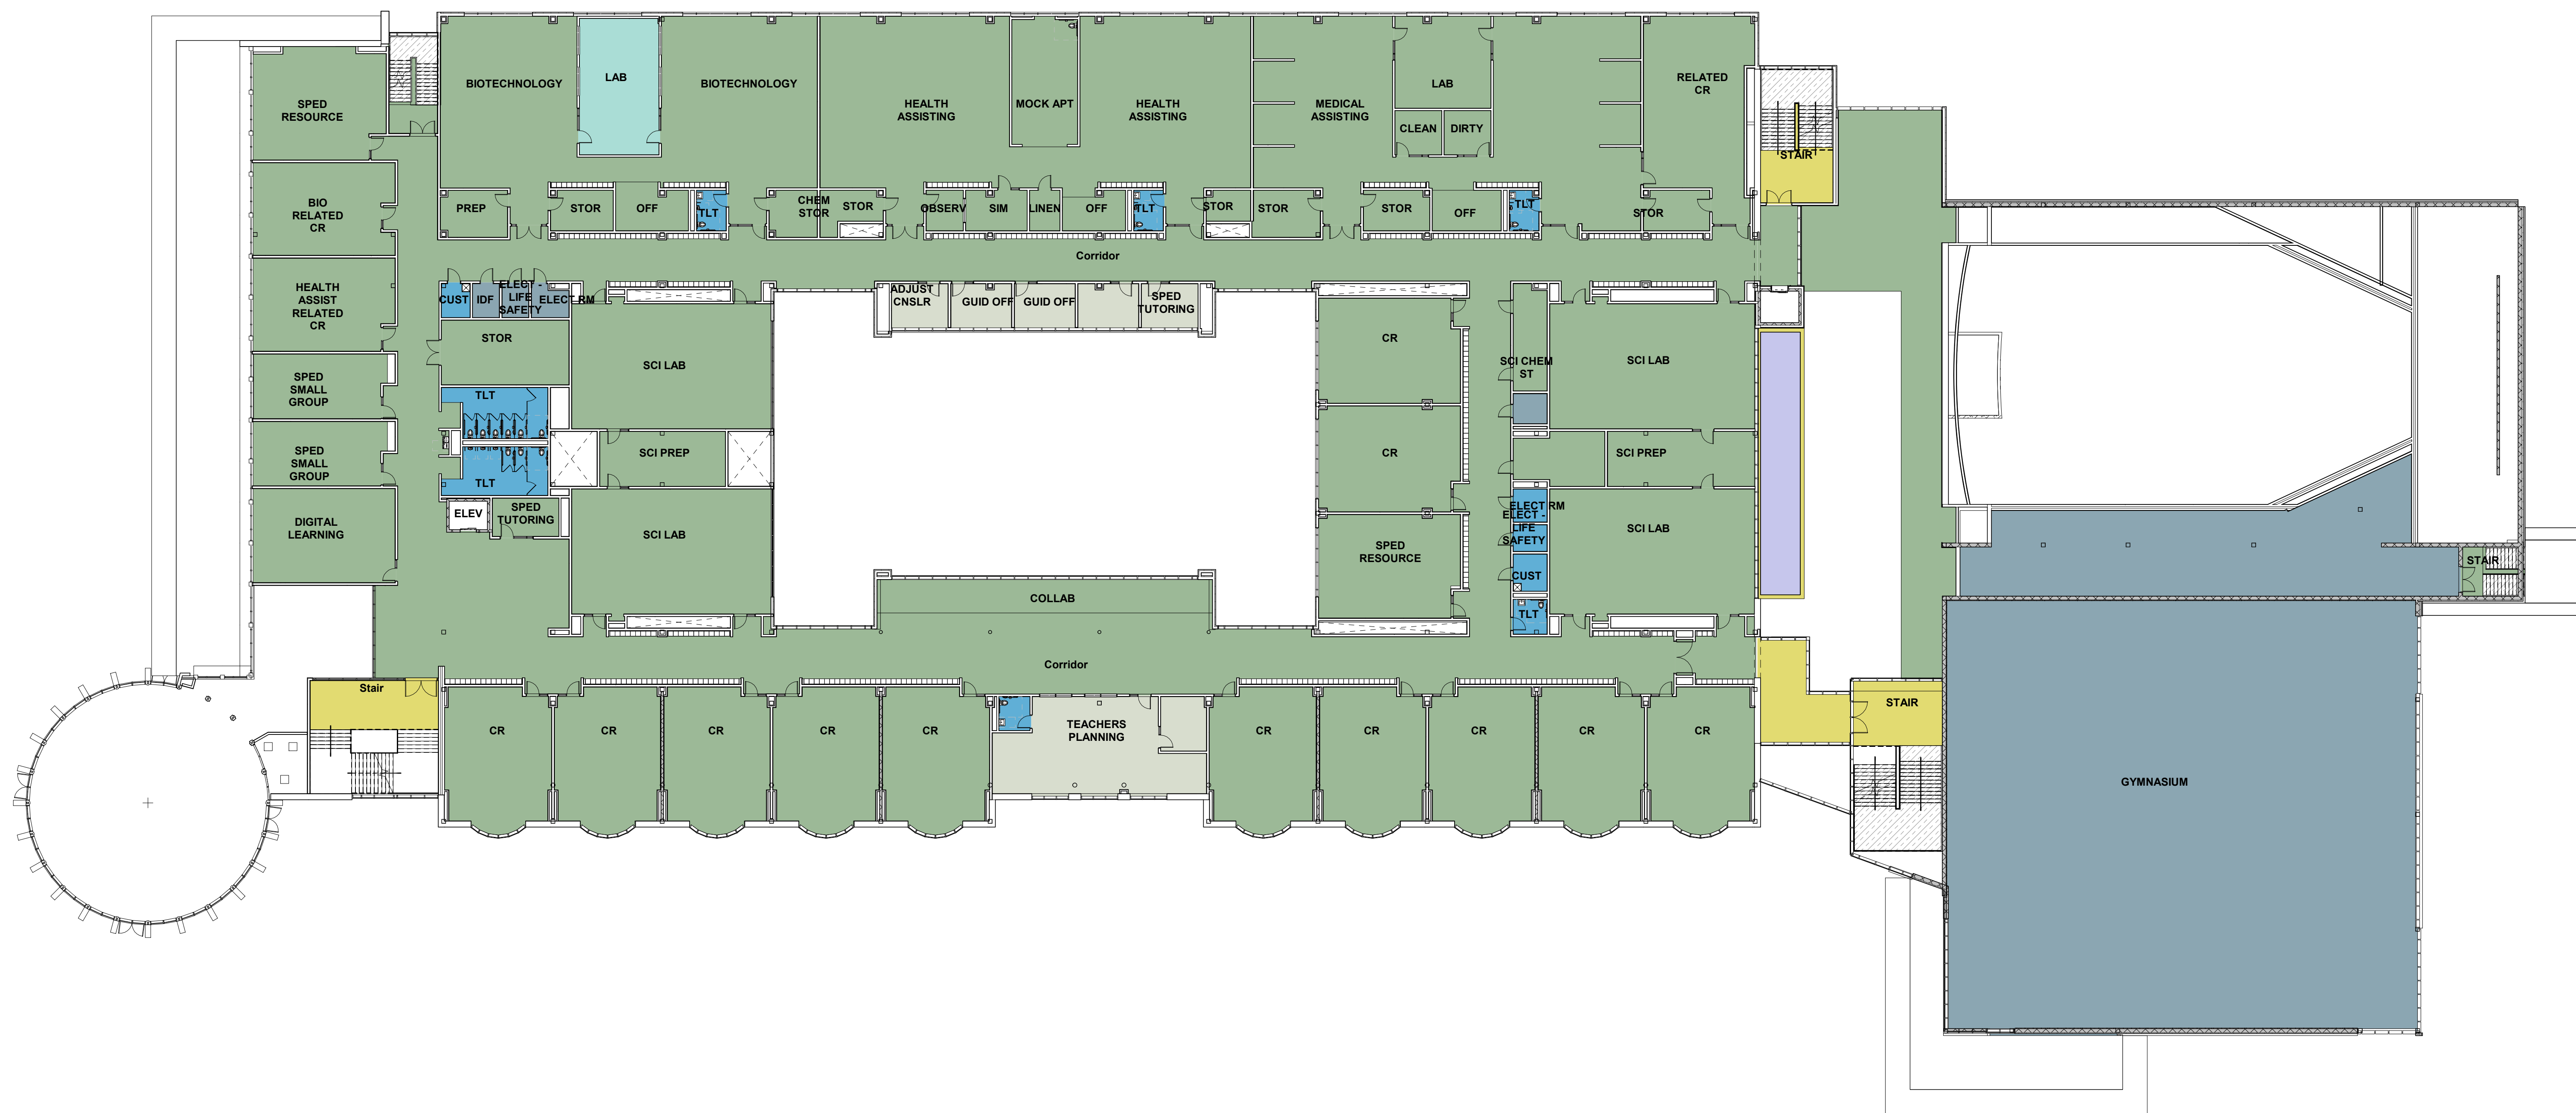 BIOTECHNOLOGY
LAB
BIOTECHNOLOGY
HEALTH
ASSISTING
MOCK APT
HEALTH
ASSISTING
MEDICAL
ASSISTING
LAB
CLEAN
DIRTY
RELATED
CR
SPED
RESOURCE
STAIR
BIO
RELATED
CR
PREP
STOR
OFF
TLT
CHEM
STOR
STOR
OBSERV
SIM
LINEN
OFF
TLT
STOR
STOR
STOR
OFF
TLT
STOR
Corridor
HEALTH
ASSIST
RELATED
CR
CUST
IDF
ELECT -
LIFE
SAFETY
ELECT RM
ADJUST
CNSLR
GUID OFF
GUID OFF
SPED
TUTORING
STOR
SCI LAB
CR
SCI CHEM
ST
SCI LAB
SPED
SMALL
GROUP
TLT
SPED
SMALL
GROUP
TLT
SCI PREP
CR
SCI PREP
DIGITAL
LEARNING
ELEV
SPED
TUTORING
SCI LAB
SPED
RESOURCE
ELECT RM
ELECT -
LIFE
SAFETY
SCI LAB
CUST
TLT
STAIR
COLLAB
Corridor
Stair
CR
CR
CR
CR
CR
TEACHERS
PLANNING
CR
CR
CR
CR
CR
STAIR
GYMNASIUM